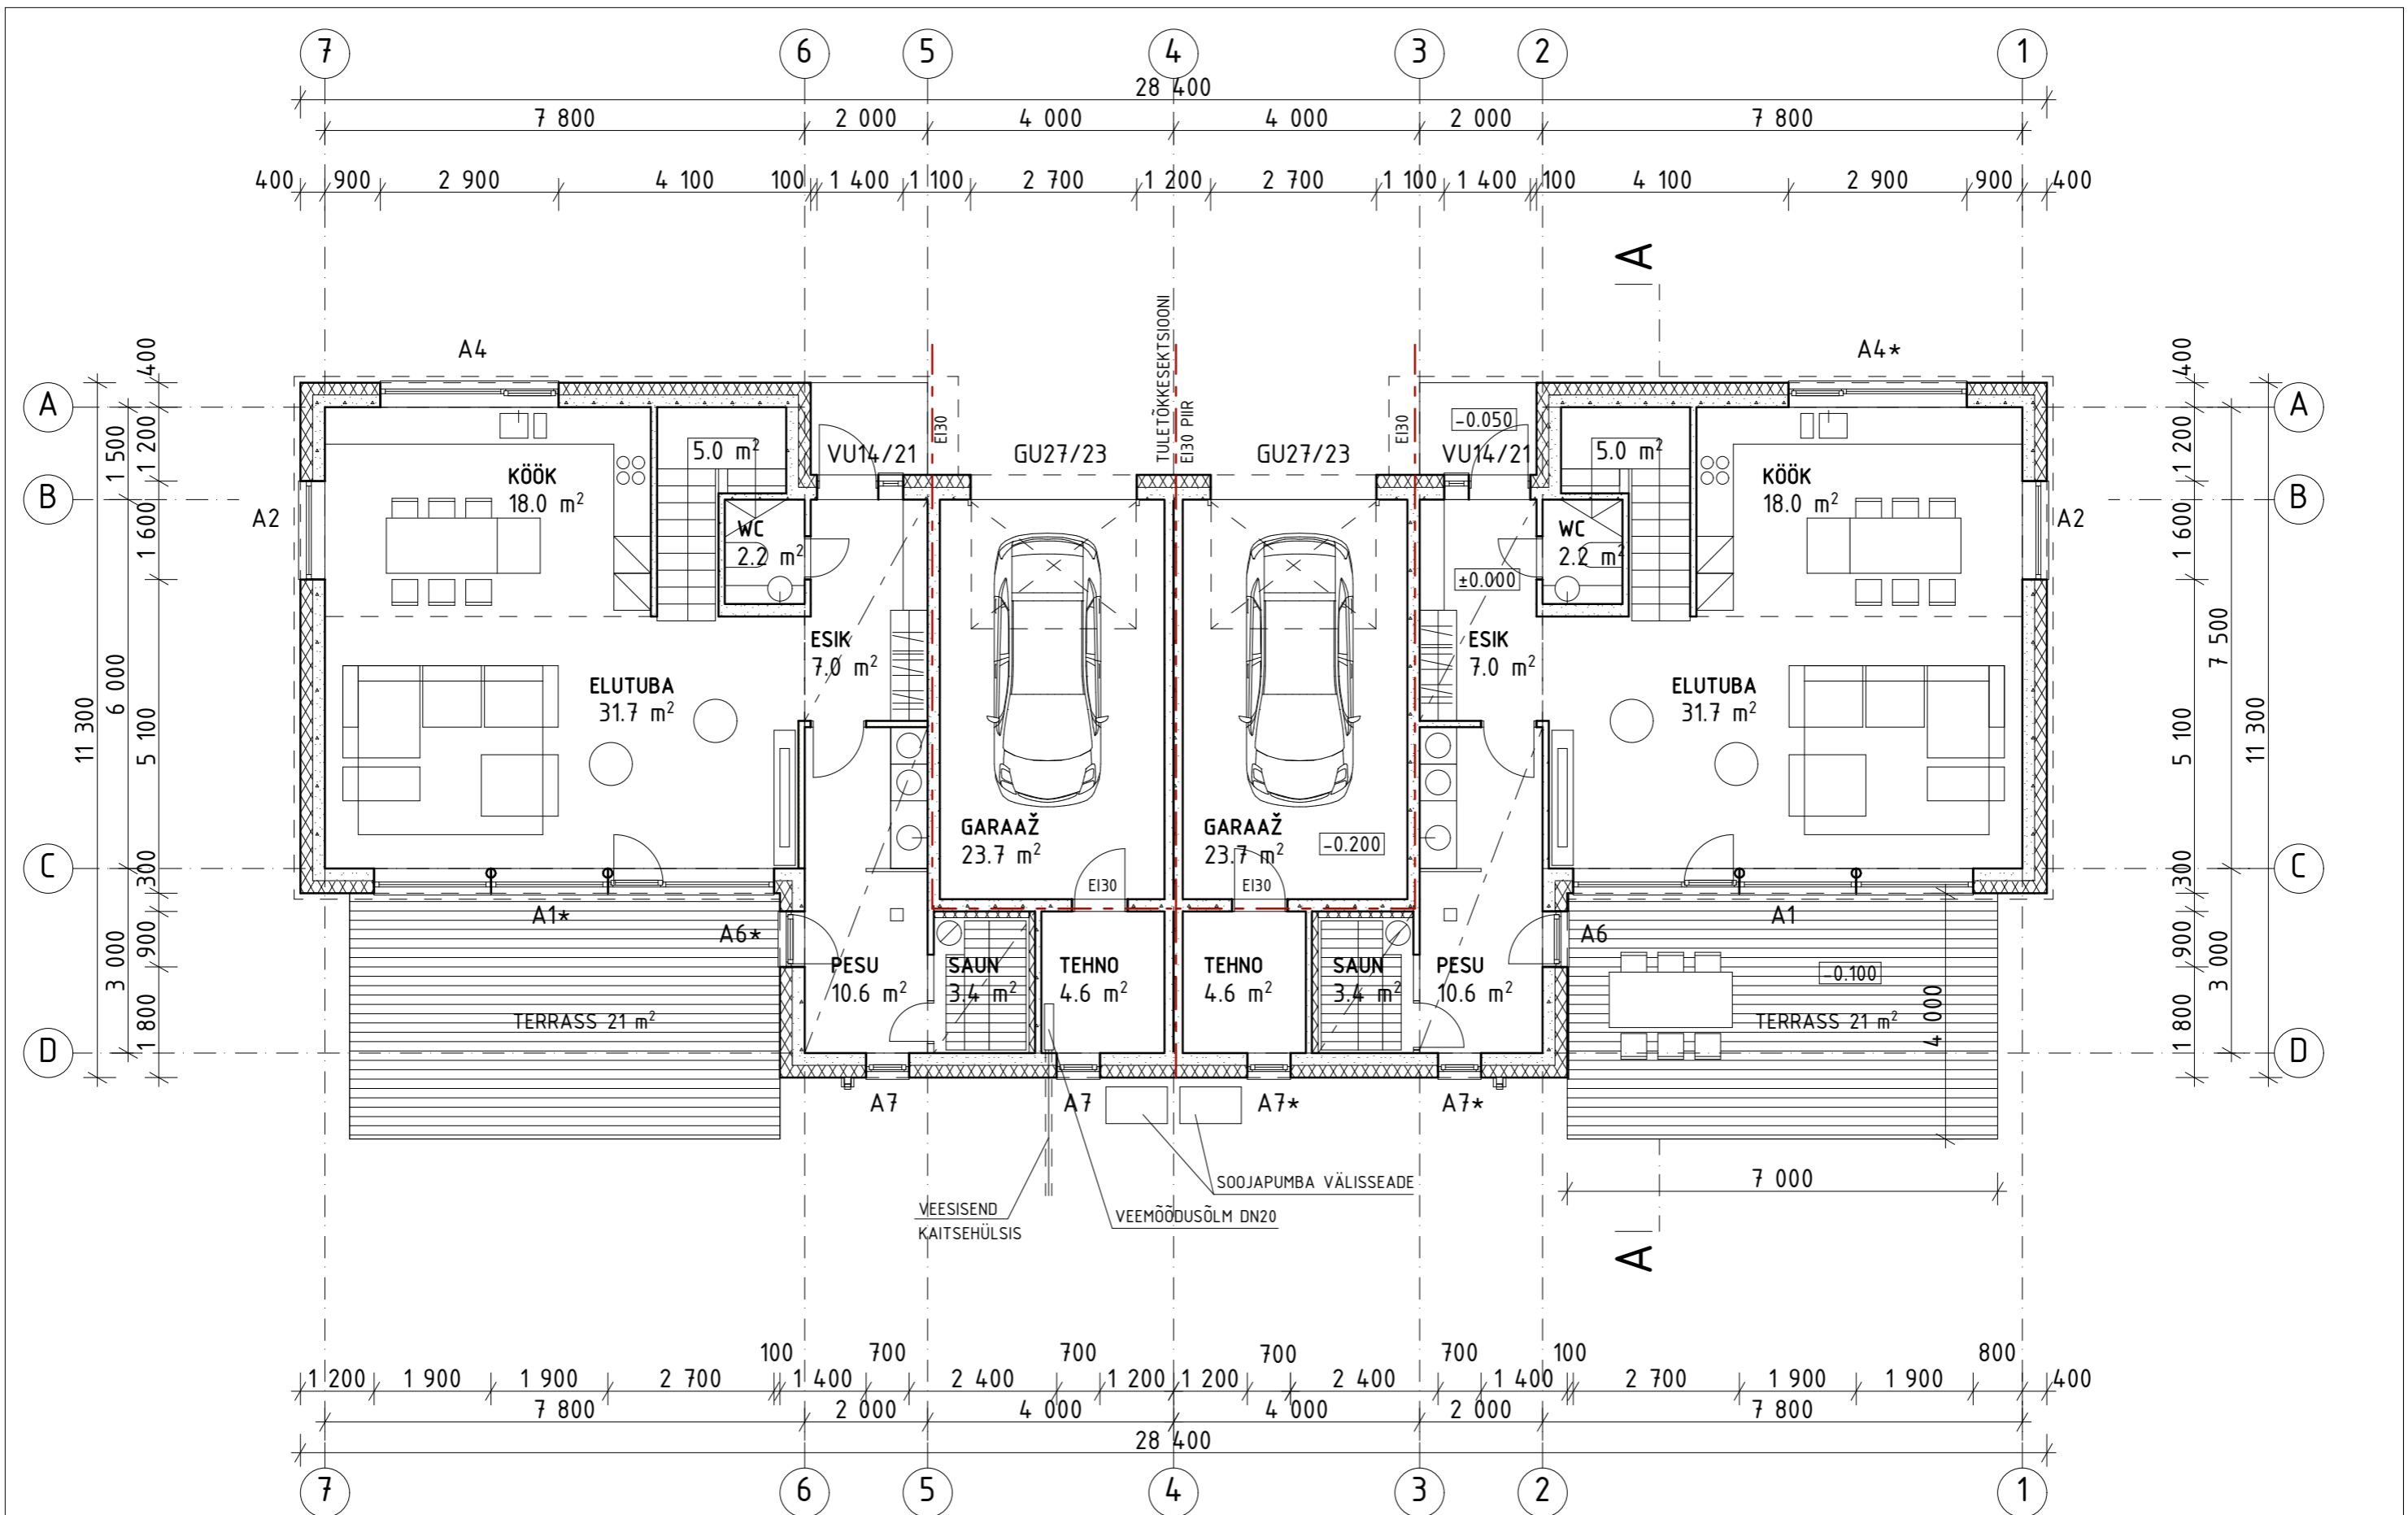 7 6 5 4 3 2 1
28 400
7 800 2 000 4 000 4 000 2 000 7 800
400 900 2 900 4 100 100 1 400 1 100 2 700 1 200 2 700 1 100 1 400 100 4 100 2 900 900 400
A
A4 A4*
TULETÕKKESEKTSIOONI
EI30 PIIR
EI30 EI30
400 400
A A
-0.050
1 500 1 200 1 200
5.0 m² VU14/21 GU27/23 GU27/23 VU14/21 5.0 m²
KÖÖK KÖÖK
18.0 m² 18.0 m²
B B
A2 A2
WC WC
2.2 m² 2.2 m²
1 600 1 600
±0.000
ESIK ESIK
7.0 m² 7.0 m²
ELUTUBA ELUTUBA
31.7 m² 31.7 m²
11 300 6 000 5 100 5 100 7 500 11 300
GARAAŽ GARAAŽ
23.7 m² 23.7 m²
-0.200
C C
300 300
EI30 EI30
A1* A1
A6* A6
900 900
3 000 3 000
PESU SAUN TEHNO TEHNO SAUN PESU
10.6 m² 3.4 m² 4.6 m² 4.6 m² 3.4 m² 10.6 m²
-0.100
4 000
TERRASS 21 m² TERRASS 21 m²
1 800 1 800
D D
A7 A7 A7* A7*
SOOJAPUMBA VÄLISSEADE
7 000
VEESISEND
KAITSEHÜLSIS
VEEMÕÕDUSÕLM DN20
A
100 700 700 700 700 100 800
1 200 1 900 1 900 2 700 1 400 2 400 1 200 1 200 2 400 1 400 2 700 1 900 1 900 400
7 800 2 000 4 000 4 000 2 000 7 800
28 400
7 6 5 4 3 2 1